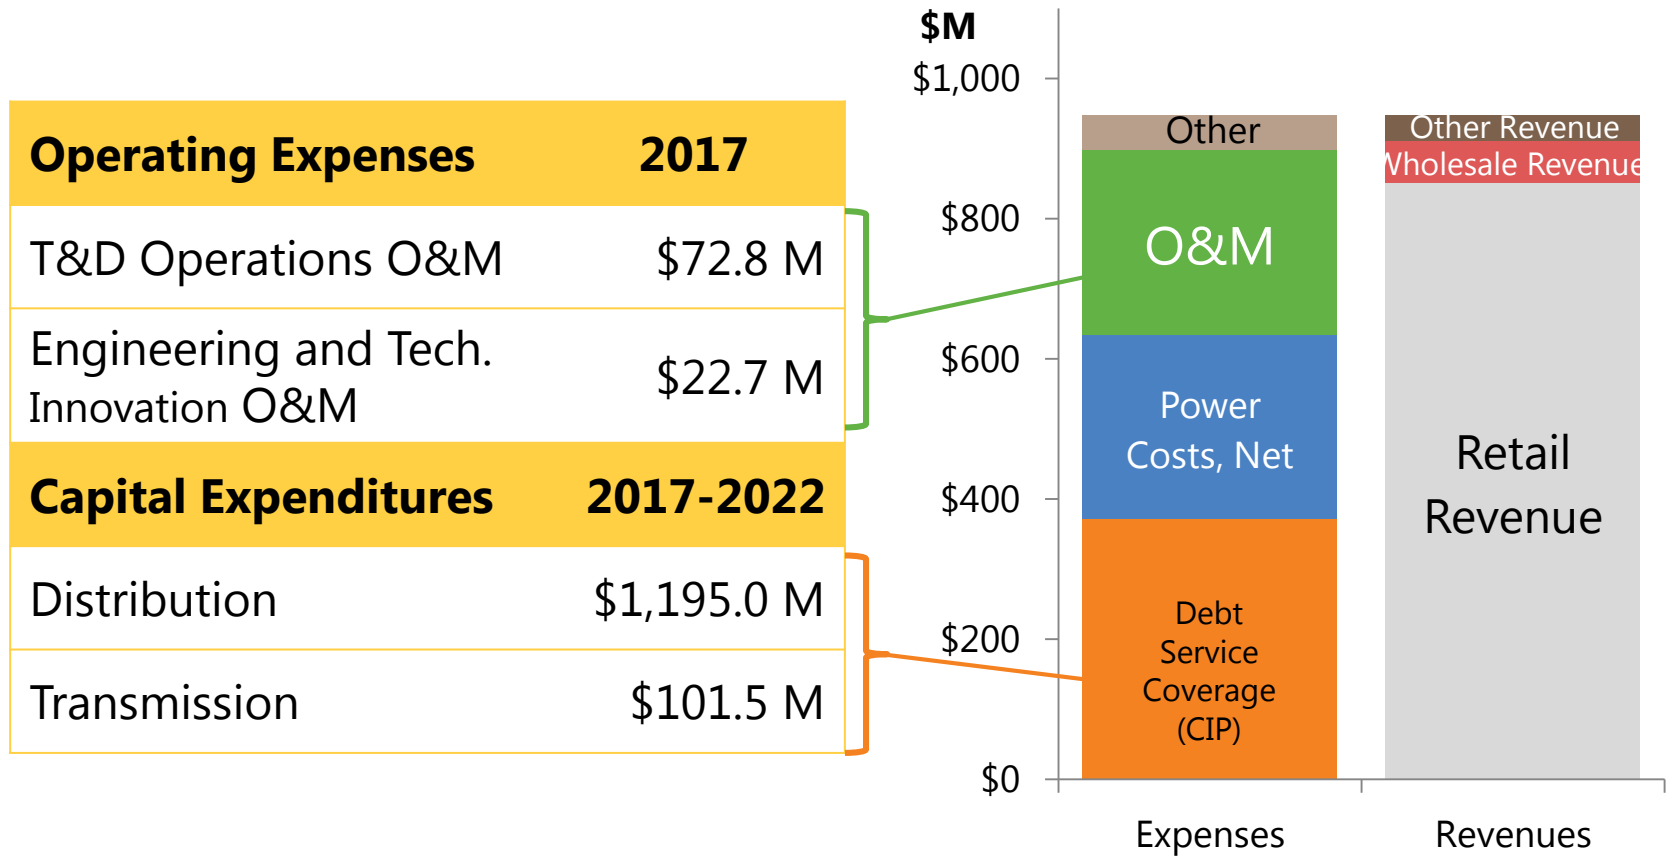 Operating Expenses 2017
T&D Operations O&M $72.8 M
Engineering and Tech.
Innovation O&M $22.7 M
Capital Expenditures 2017-2022
Distribution $1,195.0 M
Transmission $101.5 M
$M
$1,000
$800
$600
$400
$200
$0
Other
O&M
Power
Costs, Net
Debt
Service
Coverage
(CIP)
Other Revenue
Wholesale Revenue
Retail
Revenue
Expenses
Revenues